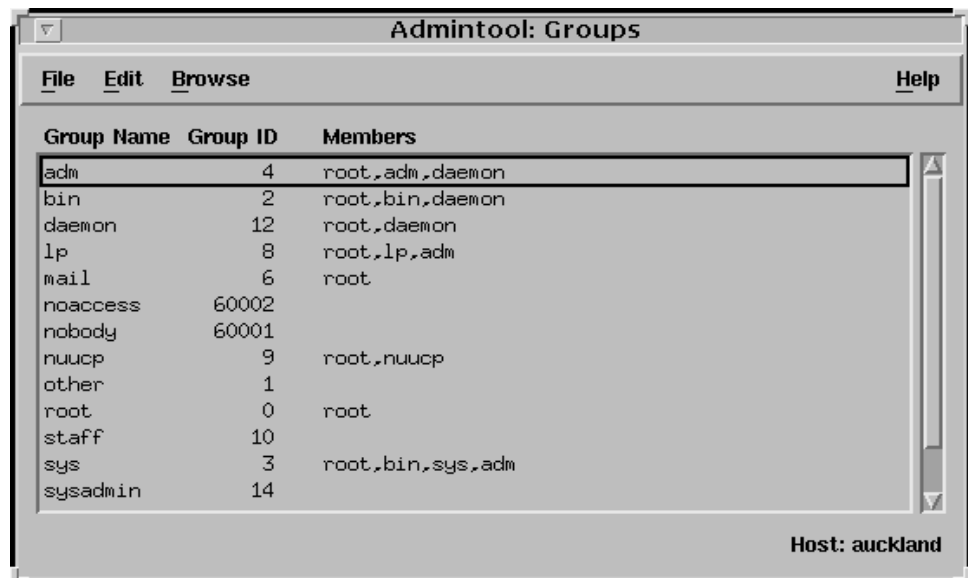 Admintool: Groups
File Edit Browse Help
Group Name Group ID Members
adm 4 root,adm,daemon
bin 2 root,bin,daemon
daemon 12 root,daemon
lp 8 root,lp,adm
mail 6 root
noaccess 60002
nobody 60001
nuucp 9 root,nuucp
other 1
root 0 root
staff 10
sys 3 root,bin,sys,adm
sysadmin 14
Host: auckland